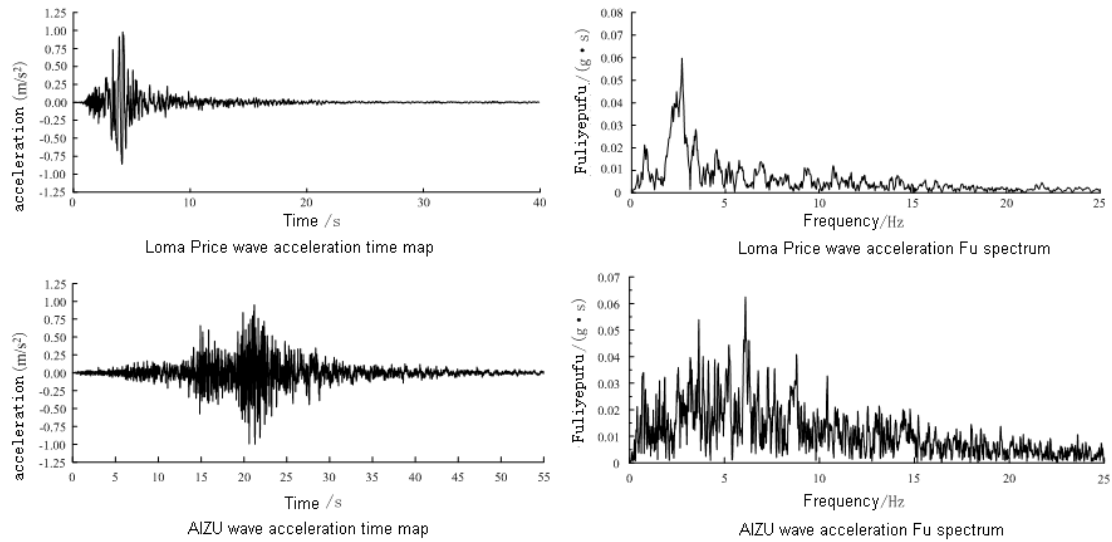 1.25
1.00
0.75
0.50
0.25
0.00
-0.25
-0.50
-0.75
-1.00
-1.25
acceleration (m/s²)
0 10 20 30 40
Time /s
Loma Price wave acceleration time map
0.08
0.07
0.06
0.05
0.04
0.03
0.02
0.01
0
Fuliyepufu/(g•s)
5 10 15 20 25
Frequency/Hz
Loma Price wave acceleration Fu spectrum
1.25
1.00
0.75
0.50
0.25
0.00
-0.25
-0.50
-0.75
-1.00
-1.25
acceleration (m/s²)
0 5 10 15 20 25 30 35 40 45 50 55
Time /s
AIZU wave acceleration time map
0.07
0.06
0.05
0.04
0.03
0.02
0.01
0
Fuliyepufu/(g•s)
0 5 10 15 20 25
Frequency/Hz
AIZU wave acceleration Fu spectrum